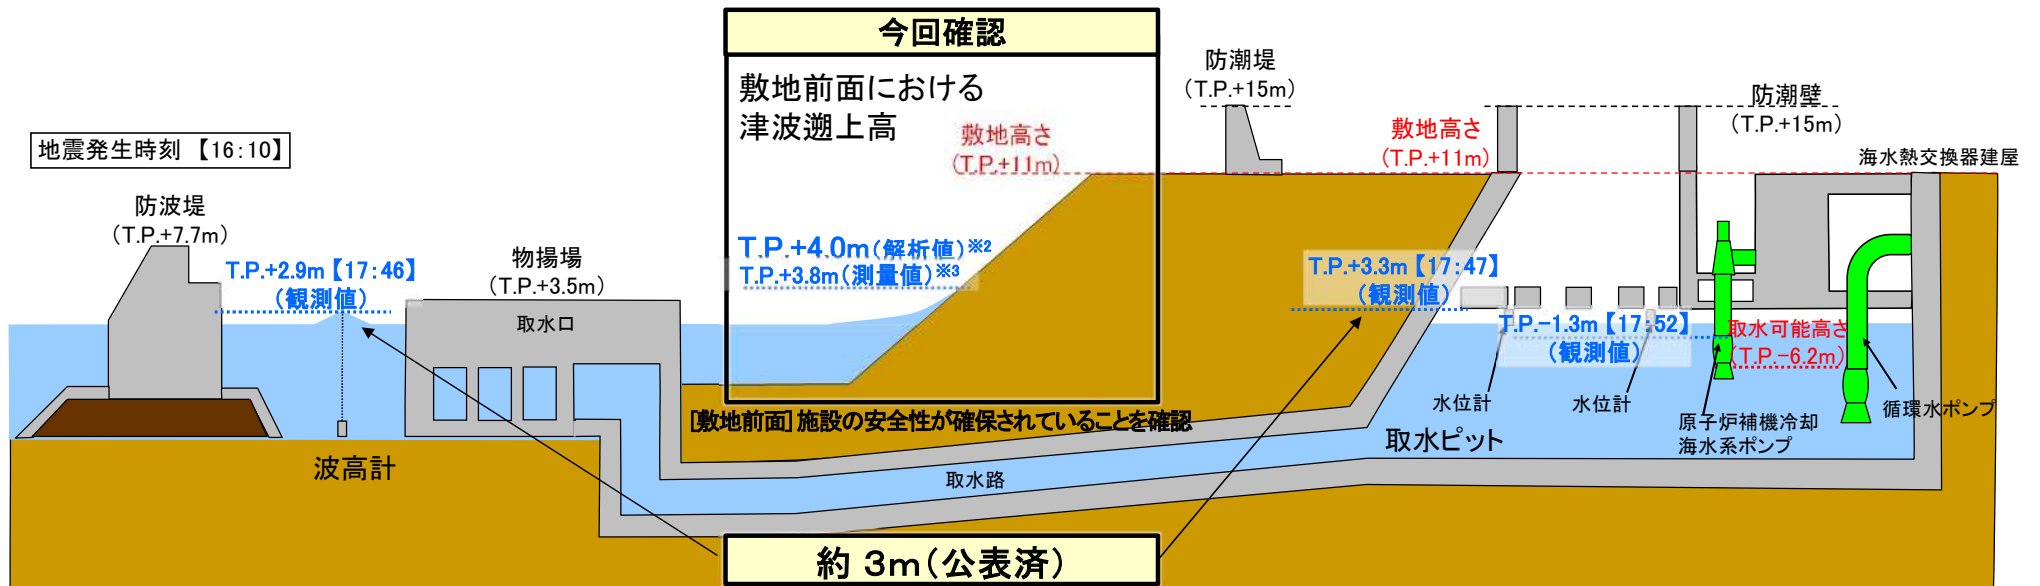 今回確認
敷地前面における
津波遡上高
敷地高さ
(T.P.+11m)
T.P.+4.0m(解析値)※2
T.P.+3.8m(測量値)※3
[敷地前面]施設の安全性が確保されていることを確認
地震発生時刻 【16:10】
防波堤
(T.P.+7.7m)
T.P.+2.9m【17:46】
(観測値)
物揚場
(T.P.+3.5m)
取水口
波高計
取水路
約 3m(公表済)
防潮堤
(T.P.+15m)
敷地高さ
(T.P.+11m)
防潮壁
(T.P.+15m)
海水熱交換器建屋
T.P.+3.3m【17:47】
(観測値)
T.P.-1.3m【17:52】
(観測値)
取水可能高さ
(T.P.-6.2m)
水位計
水位計
取水ピット
原子炉補機冷却
海水系ポンプ
循環水ポンプ